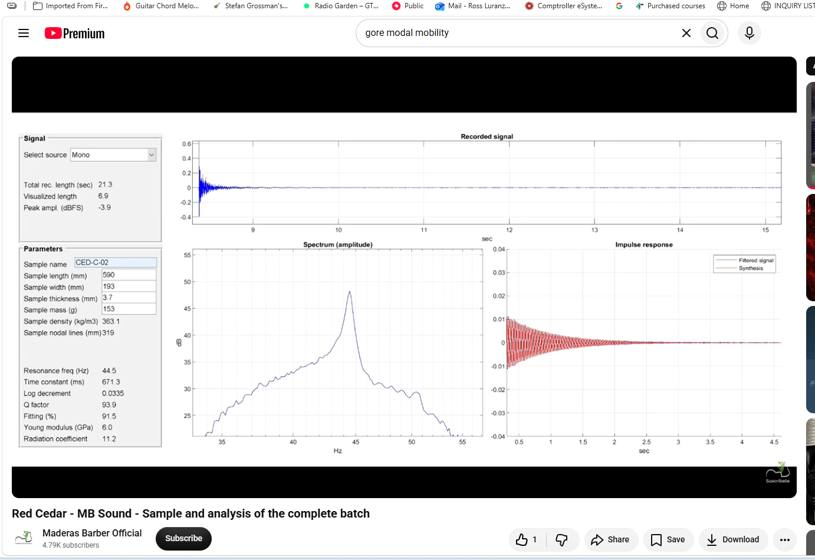 Imported From Fir...
Guitar Chord Melo...
Stefan Grossman's...
Radio Garden – GT...
Public
Mail - Ross Luranz...
Comptroller eSyste...
Purchased courses
Home
INQUIRY LIST
Premium
gore modal mobility
Signal
Select source Mono
Total rec. length (sec) 21.3
Visualized length 6.9
Peak ampl. (dBFS) -3.9
Parameters
Sample name CED-C-02
Sample length (mm) 590
Sample width (mm) 193
Sample thickness (mm) 3.7
Sample mass (g) 153
Sample density (kg/m3) 363.1
Sample nodal lines (mm) 319
Resonance freq (Hz) 44.5
Time constant (ms) 671.3
Log decrement 0.0335
Q factor 93.9
Fitting (%) 91.5
Young modulus (GPa) 6.0
Radiation coefficient 11.2
Recorded signal
0.6
0.4
0.2
0
-0.2
-0.4
9 10 11 12 13 14 15
sec
Spectrum (amplitude)
55
50
45
40
35
30
25
dB
35 40 45 50 55
Hz
Impulse response
Filtered signal
Synthesis
0.04
0.03
0.02
0.01
0
-0.01
-0.02
-0.03
-0.04
0.5 1 1.5 2 2.5 3 3.5 4 4.5
sec
Suscríbete
Red Cedar - MB Sound - Sample and analysis of the complete batch
Maderas Barber Official
4.79K subscribers
Subscribe
1
Share
Save
Download